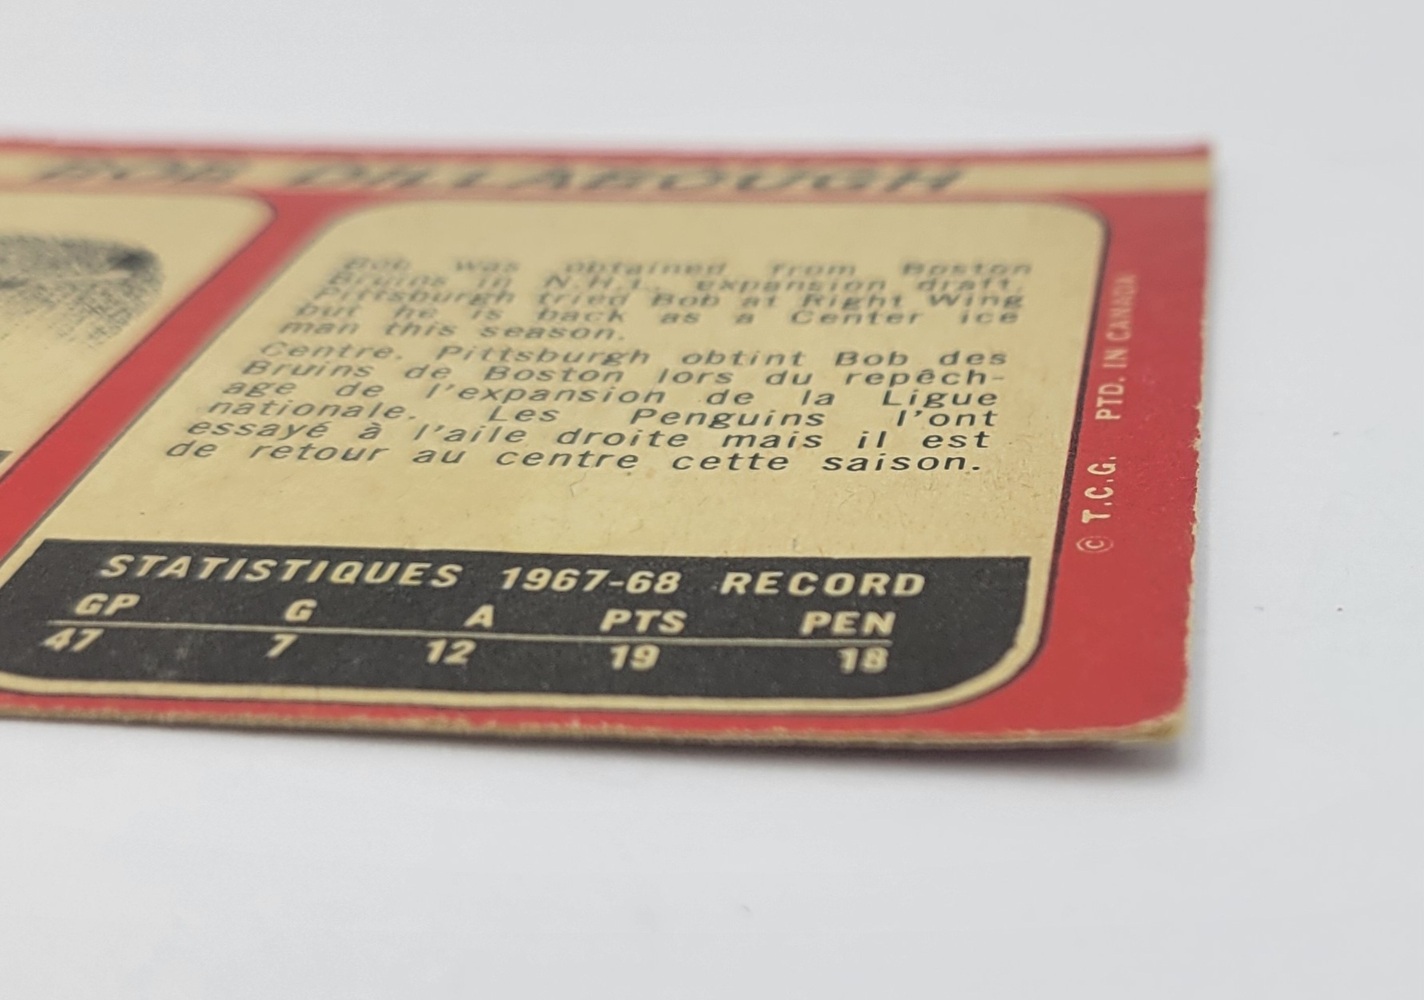 BOB DILLABOUGH
Bob was obtained from Boston
Bruins in N.H.L. expansion draft.
Pittsburgh tried Bob at Right Wing
but he is back as a Center ice
man this season.
Centre. Pittsburgh obtint Bob des
Bruins de Boston lors du repêch-
age de l'expansion de la Ligue
nationale. Les Penguins l'ont
essayé à l'aile droite mais il est
de retour au centre cette saison.
STATISTIQUES 1967-68 RECORD
GP G A PTS PEN
47 7 12 19 18
© T.C.G. PTD. IN CANADA